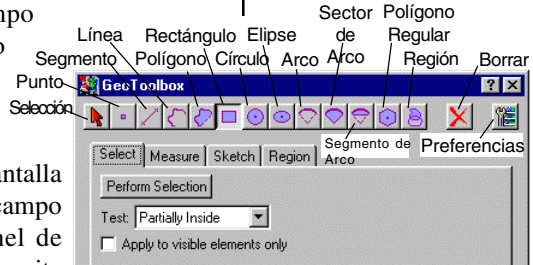 mpo
o
Sector Polígono
Línea Rectángulo Elipse de Regular
Segmento Polígono Círculo Arco Arco Región Borrar
Punto GeoToolbox
Selección
Segmento de
Arco
Preferencias
Select Measure Sketch Region
Perform Selection
Test: Partially Inside
Apply to visible elements only
antalla
campo
nel de